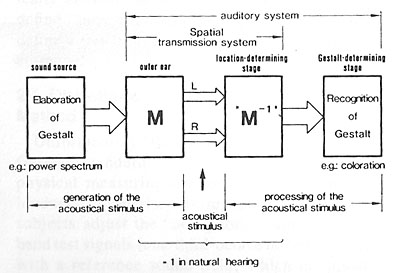 auditory system
Spatial
transmission system
sound source
outer ear
location-determining
stage
Gestalt-determining
stage
Elaboration
of
Gestalt
M
L
R
"M-1"
Recognition
of
Gestalt
e.g.: power spectrum
e.g.: coloration
generation of the
acoustical stimulus
acoustical
stimulus
processing of the
acoustical stimulus
- 1 in natural hearing